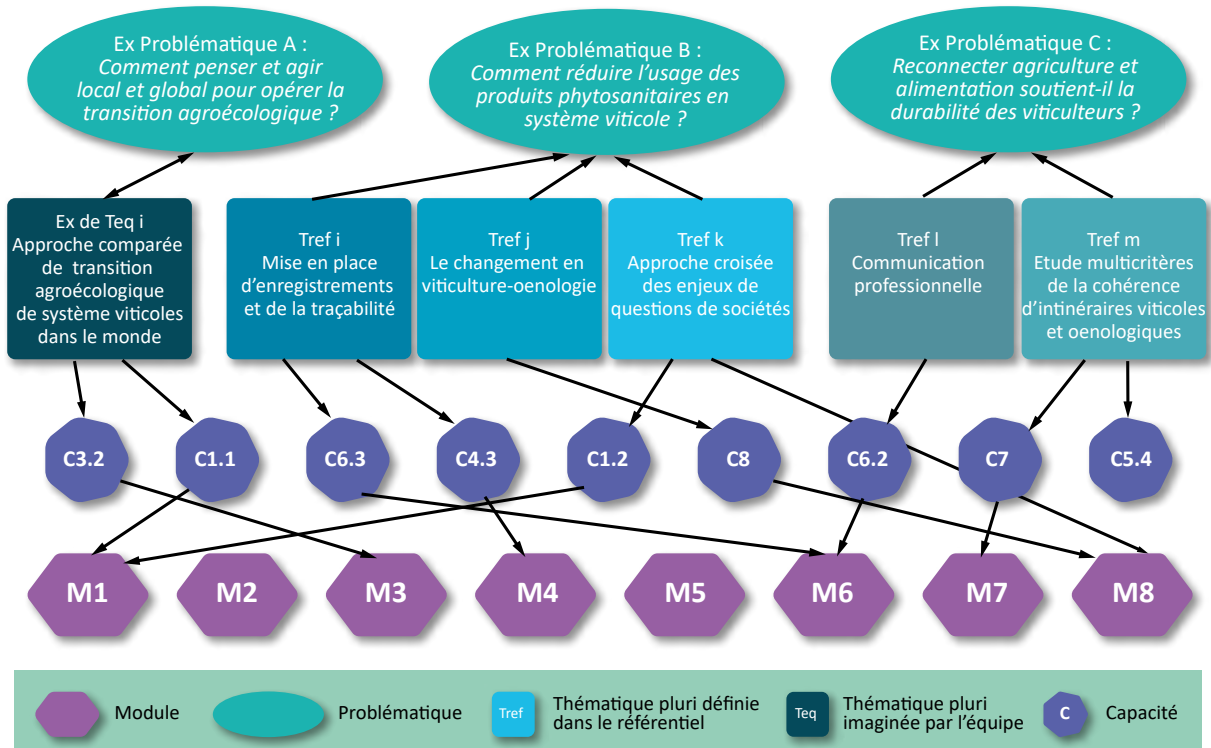 Ex Problématique A :
Comment penser et agir
local et global pour opérer la
transition agroécologique ?
Ex Problématique B :
Comment réduire l'usage des
produits phytosanitaires en
système viticole ?
Ex Problématique C :
Reconnecter agriculture et
alimentation soutient-il la
durabilité des viticulteurs ?
Ex de Teq i
Approche comparée
de transition
agroécologique
de système viticoles
dans le monde
Tref i
Mise en place
d'enregistrements
et de la traçabilité
Tref j
Le changement en
viticulture-oenologie
Tref k
Approche croisée
des enjeux de
questions de sociétés
Tref l
Communication
professionnelle
Tref m
Etude multicritères
de la cohérence
d'intinéraires viticoles
et oenologiques
C3.2
C1.1
C6.3
C4.3
C1.2
C8
C6.2
C7
C5.4
M1
M2
M3
M4
M5
M6
M7
M8
Module
Problématique
Tref
Thématique pluri définie
dans le référentiel
Teq
Thématique pluri
imaginée par l'équipe
C
Capacité